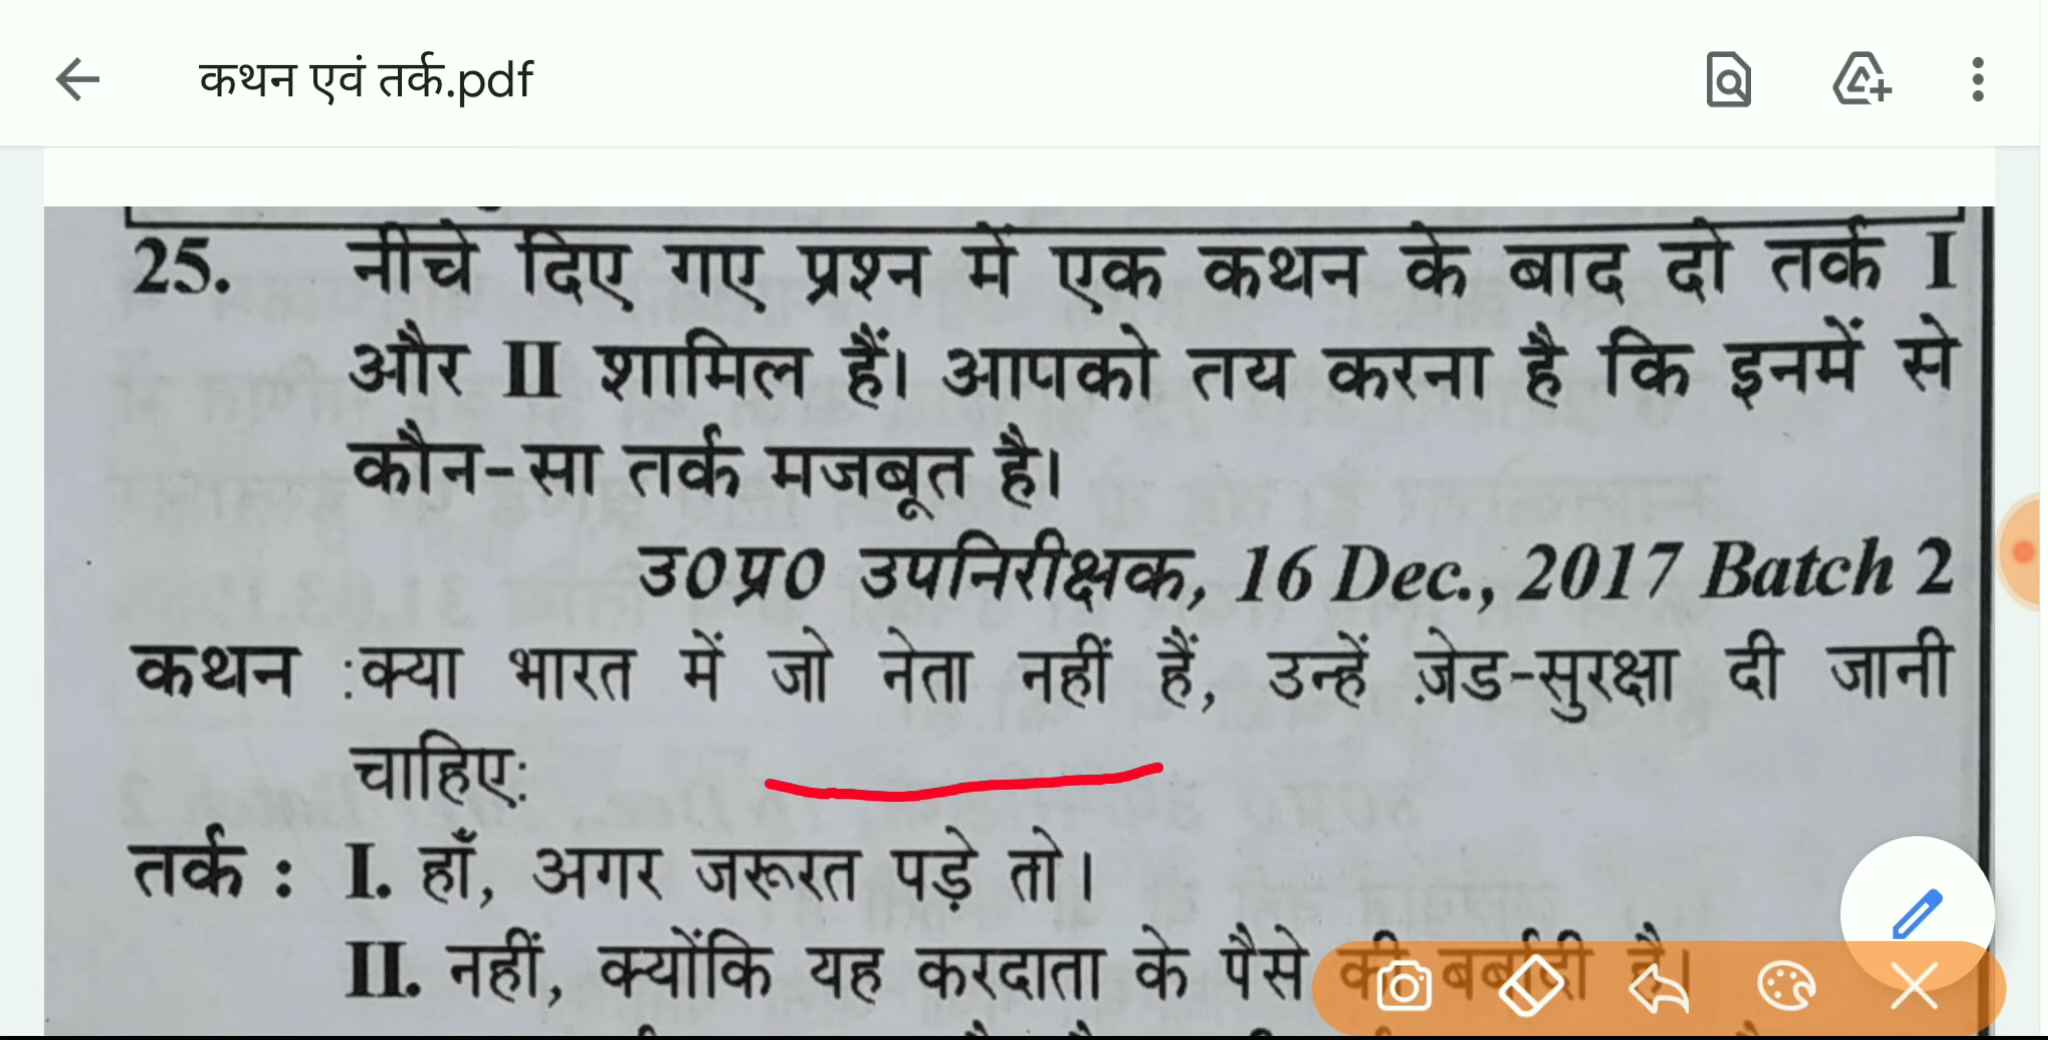 कथन एवं तर्क.pdf
25. नीचे दिए गए प्रश्न में एक कथन के बाद दो तर्क I
और II शामिल हैं। आपको तय करना है कि इनमें से
कौन-सा तर्क मजबूत है।
उ0प्र0 उपनिरीक्षक, 16 Dec., 2017 Batch 2
कथन :क्या भारत में जो नेता नहीं हैं, उन्हें ज़ेड-सुरक्षा दी जानी
चाहिए:
तर्क : I. हाँ, अगर जरूरत पड़े तो।
II. नहीं, क्योंकि यह करदाता के पैसे की बर्बादी है।